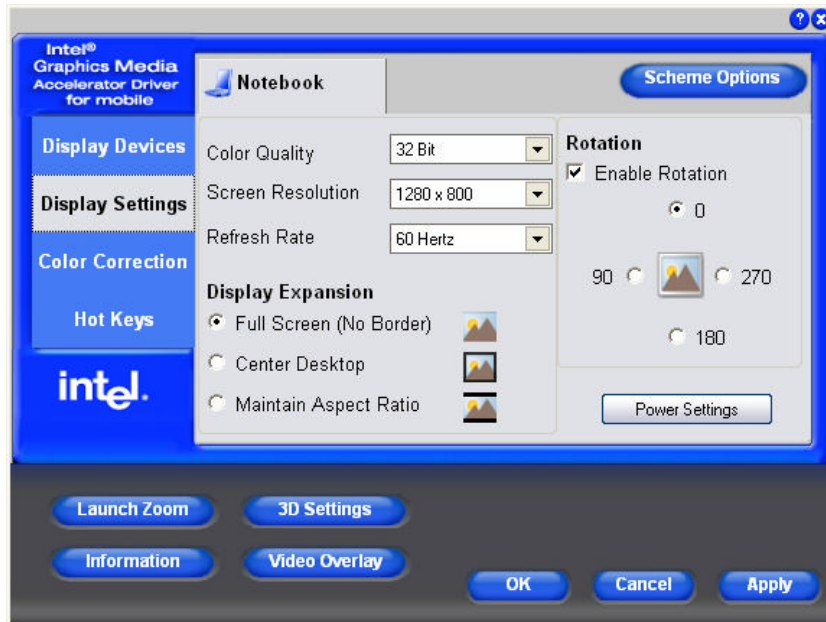 ? X
Intel®
Graphics Media
Accelerator Driver
for mobile
Notebook
Scheme Options
Display Devices
Display Settings
Color Correction
Hot Keys
intel.
Color Quality 32 Bit
Screen Resolution 1280 x 800
Refresh Rate 60 Hertz
Display Expansion
Full Screen (No Border)
Center Desktop
Maintain Aspect Ratio
Rotation
Enable Rotation
0
90 270
180
Power Settings
Launch Zoom 3D Settings
Information Video Overlay
OK Cancel Apply